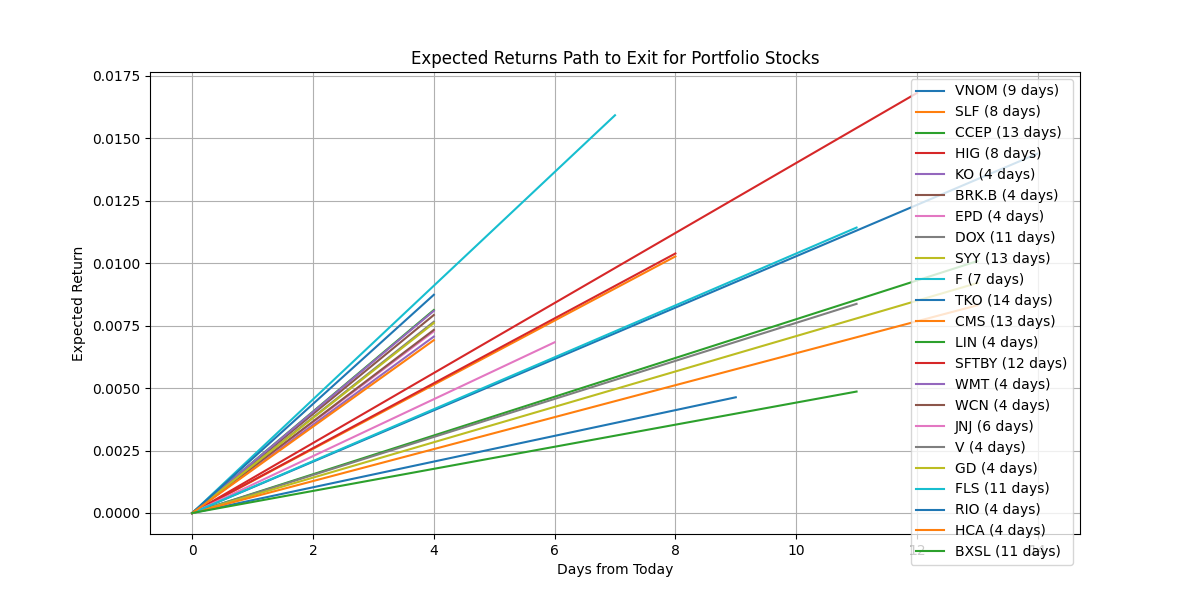 Expected Returns Path to Exit for Portfolio Stocks
Expected Return
0.0175
0.0150
0.0125
0.0100
0.0075
0.0050
0.0025
0.0000
VNOM (9 days)
SLF (8 days)
CCEP (13 days)
HIG (8 days)
KO (4 days)
BRK.B (4 days)
EPD (4 days)
DOX (11 days)
SYY (13 days)
F (7 days)
TKO (14 days)
CMS (13 days)
LIN (4 days)
SFTBY (12 days)
WMT (4 days)
WCN (4 days)
JNJ (6 days)
V (4 days)
GD (4 days)
FLS (11 days)
RIO (4 days)
HCA (4 days)
BXSL (11 days)
0 2 4 6 8 10 12 14
Days from Today